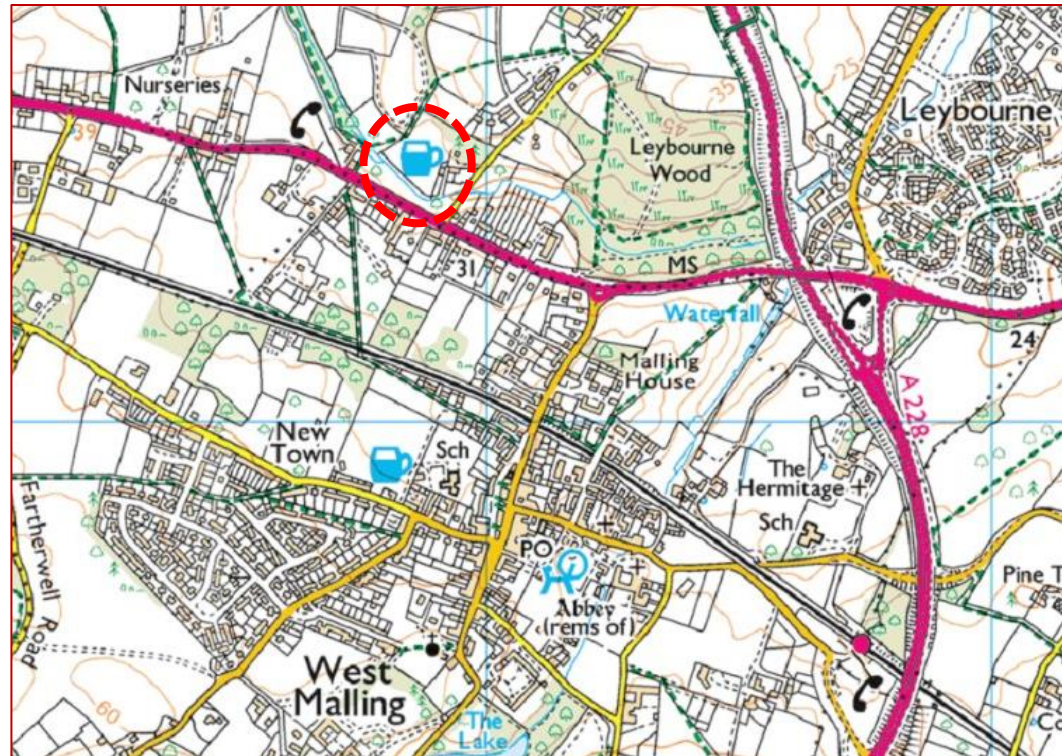 Nurseries
39
Leybourne
Wood
45
35
25
Leybourne
31
MS
Waterfall
24
Malling
House
A 228
New
Town
Sch
The
Hermitage
Sch
Fartherwell Road
PO
Abbey
(rems of)
Pine T
West
Malling
60
The
Lake